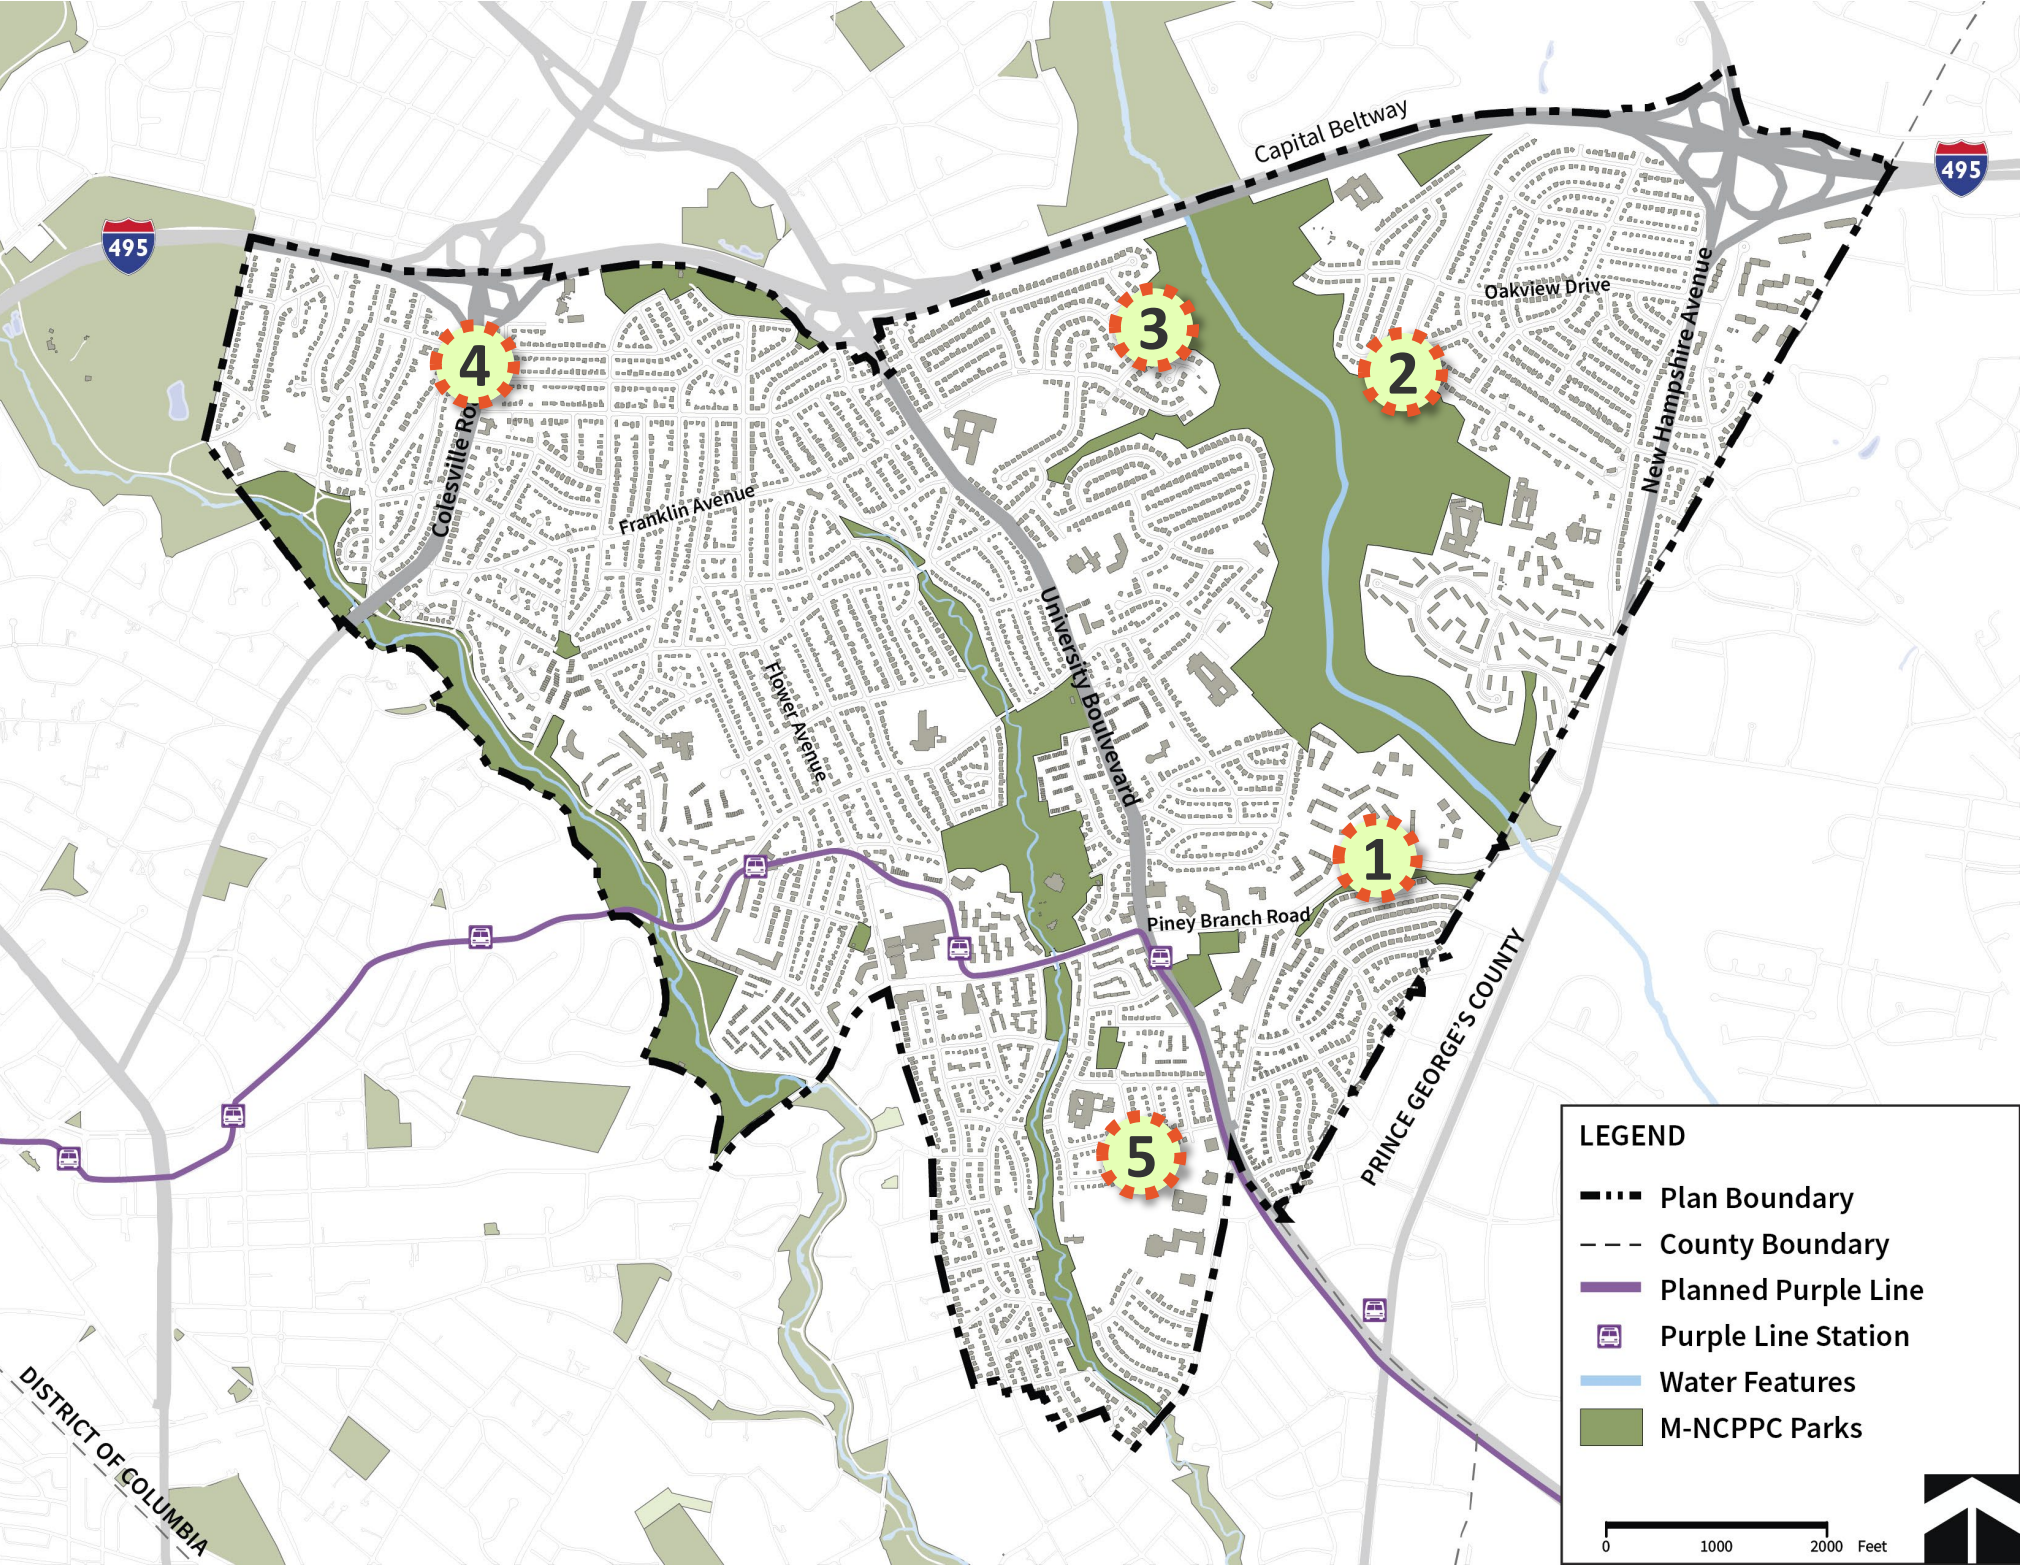 Capital Beltway
495
495
Oakview Drive
New Hampshire Avenue
3
2
4
Colesville Ro
Franklin Avenue
University Boulevard
Flower Avenue
1
Piney Branch Road
PRINCE GEORGE'S COUNTY
5
DISTRICT OF COLUMBIA
LEGEND
Plan Boundary
County Boundary
Planned Purple Line
Purple Line Station
Water Features
M-NCPPC Parks
0 1000 2000 Feet